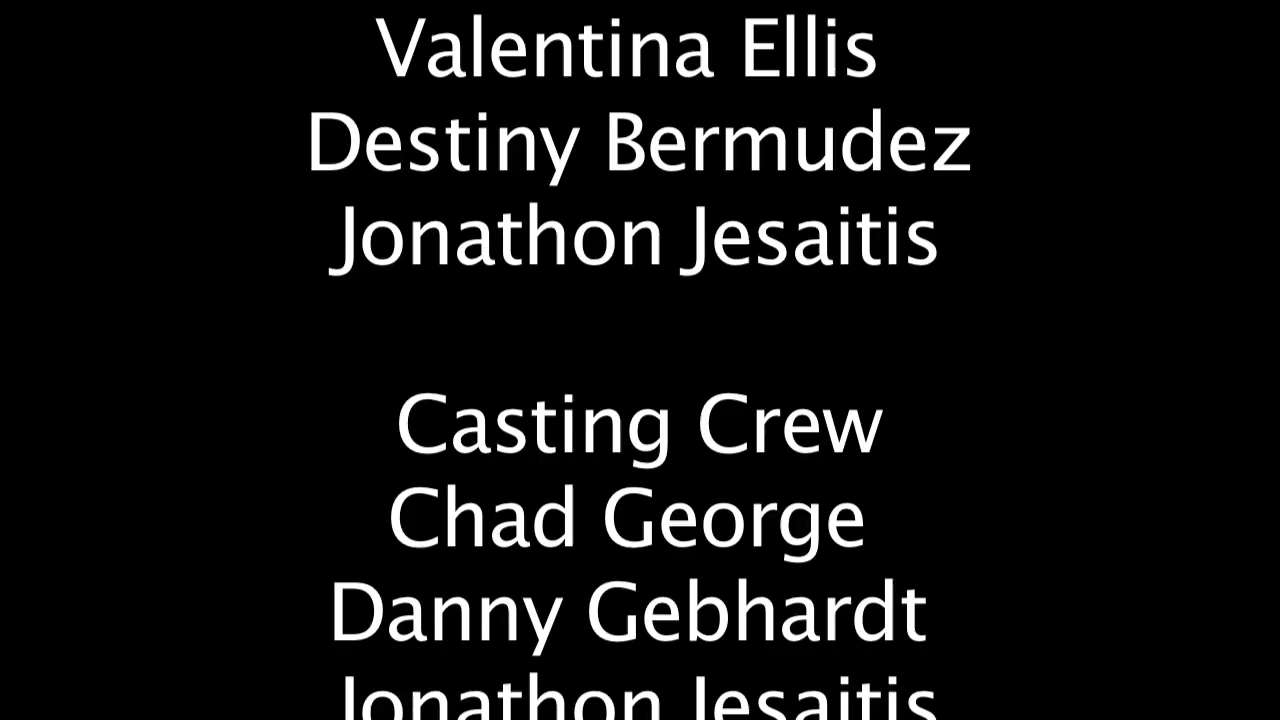 Valentina Ellis
Destiny Bermudez
Jonathon Jesaitis
Casting Crew
Chad George
Danny Gebhardt
Jonathon Jesaitis